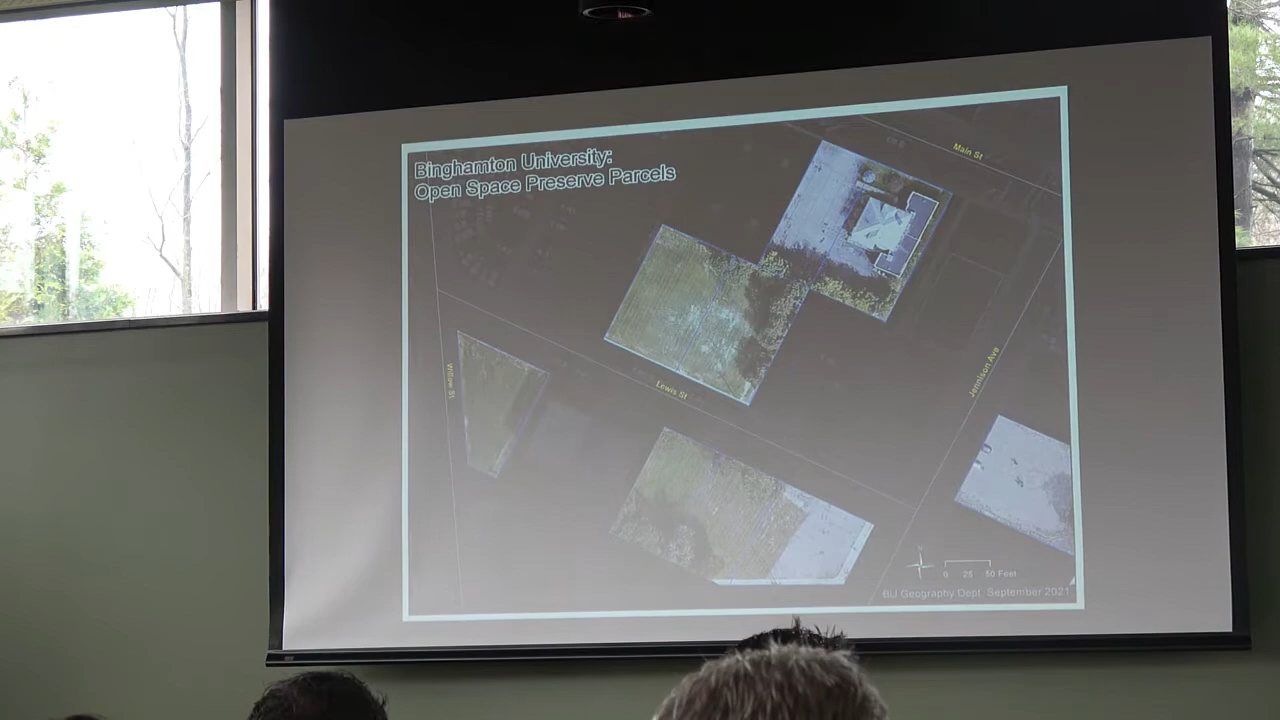 Binghamton University:
Open Space Preserve Parcels
Main St
Willow St
Lewis St
Jennison Ave
N
0 25 50 Feet
BU Geography Dept. September 2021